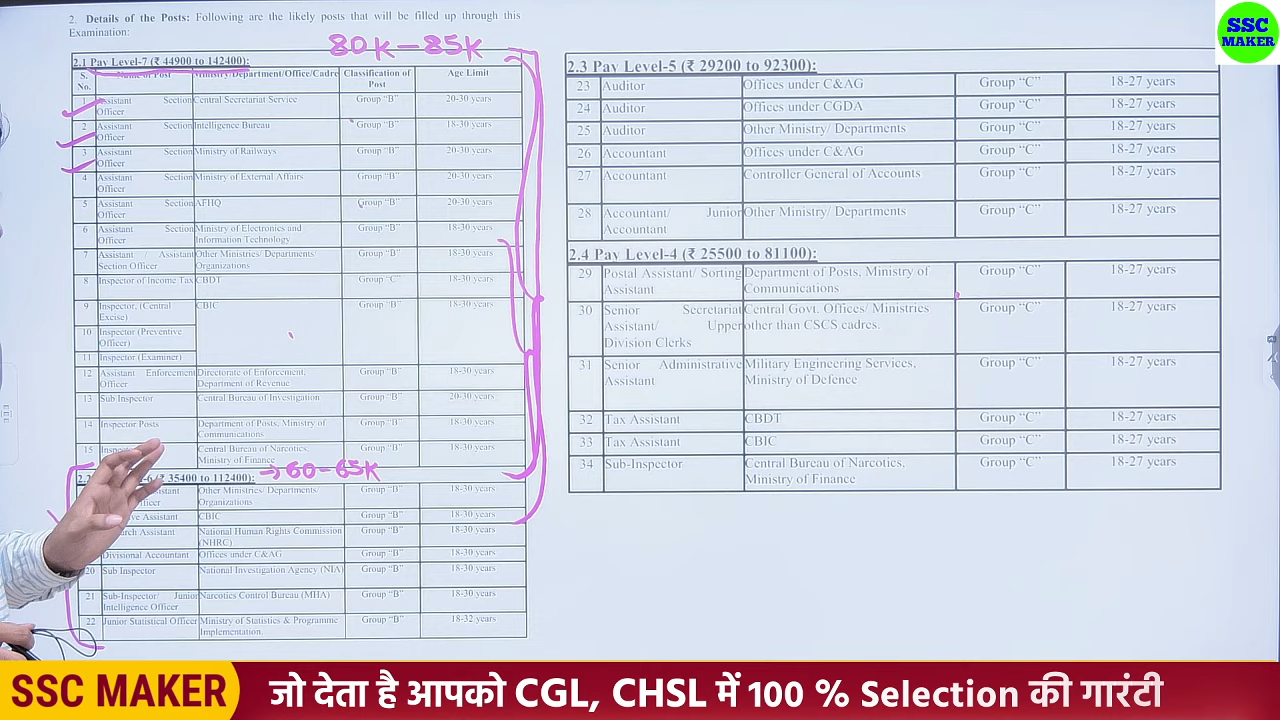 2. Details of the Posts: Following are the likely posts that will be filled up through this
Examination:
80K-85K
2.1 Pay Level-7 (₹ 44900 to 142400):
S. No. Ministry/Department/Office/Cadre Classification of Post Age Limit
1 Assistant Section Officer Central Secretariat Service Group “B” 20-30 years
2 Assistant Section Officer Intelligence Bureau Group “B” 18-30 years
3 Assistant Section Officer Ministry of Railways Group “B” 20-30 years
4 Assistant Section Officer Ministry of External Affairs Group “B” 20-30 years
5 Assistant Section Officer AFHQ Group “B” 20-30 years
6 Assistant Section Officer Ministry of Electronics and Information Technology Group “B” 18-30 years
7 Assistant / Assistant Section Officer Other Ministries/ Departments/ Organizations Group “B” 18-30 years
8 Inspector of Income Tax CBDT Group “C” 18-30 years
9 Inspector, (Central Excise) CBIC Group “B” 18-30 years
10 Inspector (Preventive Officer)
11 Inspector (Examiner)
12 Assistant Enforcement Officer Directorate of Enforcement, Department of Revenue Group “B” 18-30 years
13 Sub Inspector Central Bureau of Investigation Group “B” 20-30 years
14 Inspector Posts Department of Posts, Ministry of Communications Group “B” 18-30 years
15 Central Bureau of Narcotics, Ministry of Finance Group “B” 18-30 years
→60-65K
35400 to 112400):
Other Ministries/ Departments/ Organizations Group “B” 18-30 years
Assistant CBIC Group “B” 18-30 years
Assistant National Human Rights Commission (NHRC) Group “B” 18-30 years
Divisional Accountant Offices under C&AG Group “B” 18-30 years
20 Sub Inspector National Investigation Agency (NIA) Group “B” 18-30 years
21 Sub-Inspector/ Junior Intelligence Officer Narcotics Control Bureau (MHA) Group “B” 18-30 years
22 Junior Statistical Officer Ministry of Statistics & Programme Implementation. Group “B” 18-32 years
2.3 Pay Level-5 (₹ 29200 to 92300):
23 Auditor Offices under C&AG Group “C” 18-27 years
24 Auditor Offices under CGDA Group “C” 18-27 years
25 Auditor Other Ministry/ Departments Group “C” 18-27 years
26 Accountant Offices under C&AG Group “C” 18-27 years
27 Accountant Controller General of Accounts Group “C” 18-27 years
28 Accountant/ Junior Accountant Other Ministry/ Departments Group “C” 18-27 years
2.4 Pay Level-4 (₹ 25500 to 81100):
29 Postal Assistant/ Sorting Assistant Department of Posts, Ministry of Communications Group “C” 18-27 years
30 Senior Secretariat Assistant/ Upper Division Clerks Central Govt. Offices/ Ministries other than CSCS cadres. Group “C” 18-27 years
31 Senior Administrative Assistant Military Engineering Services, Ministry of Defence Group “C” 18-27 years
32 Tax Assistant CBDT Group “C” 18-27 years
33 Tax Assistant CBIC Group “C” 18-27 years
34 Sub-Inspector Central Bureau of Narcotics, Ministry of Finance Group “C” 18-27 years
SSC
MAKER
SSC MAKER जो देता है आपको CGL, CHSL में 100 % Selection की गारंटी